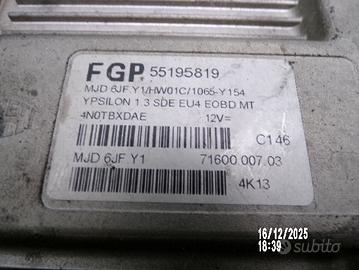 FGP 55195819
MJD 6JF.Y1/HW01C/1065-Y154
YPSILON 1.3 SDE EU4 EOBD MT
4N0TBXDAE 12V=
C146
MJD 6JF.Y1 71600.007.03
4K13
16/12/2025
18:39
subito